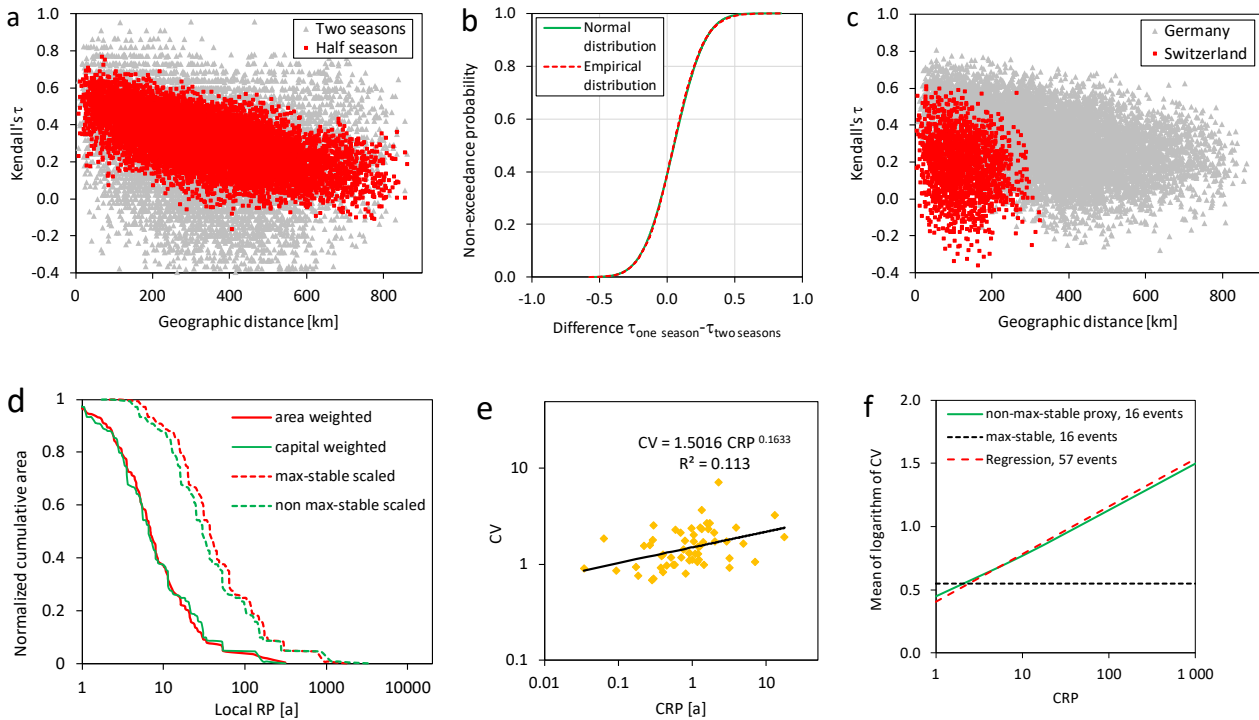 a
Two seasons
Half season
1.0
0.8
0.6
0.4
0.2
0.0
-0.2
-0.4
0
200
400
600
800
Kendall's τ
Geographic distance [km]
b
Normal
distribution
Empirical
distribution
1.0
0.8
0.6
0.4
0.2
0.0
-1.0
-0.5
0.0
0.5
1.0
Non-exceedance probability
Difference τone season-τtwo seasons
c
Germany
Switzerland
1.0
0.8
0.6
0.4
0.2
0.0
-0.2
-0.4
0
200
400
600
800
Kendall's τ
Geographic distance [km]
d
area weighted
capital weighted
max-stable scaled
non max-stable scaled
1
0.8
0.6
0.4
0.2
0
1
10
100
1000
10000
Normalized cumulative area
Local RP [a]
e
CV = 1.5016 CRP 0.1633
R² = 0.113
10
1
0.1
0.01
0.1
1
10
CV
CRP [a]
f
non-max-stable proxy, 16 events
max-stable, 16 events
Regression, 57 events
2.0
1.5
1.0
0.5
0.0
1
10
100
1 000
Mean of logarithm of CV
CRP